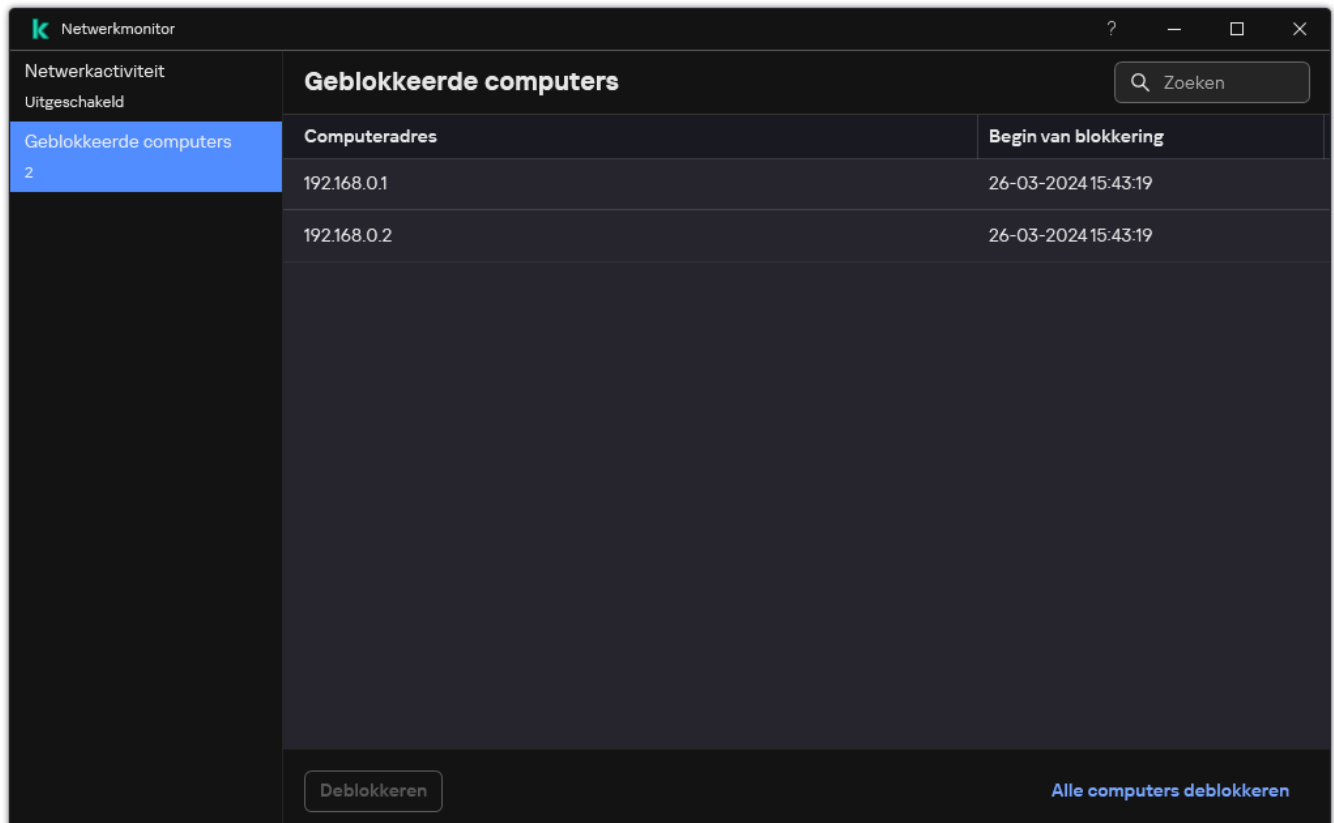 Netwerkmonitor
?
Netwerkactiviteit
Uitgeschakeld
Geblokkeerde computers
2
Geblokkeerde computers
Zoeken
Computeradres Begin van blokkering
192.168.0.1 26-03-2024 15:43:19
192.168.0.2 26-03-2024 15:43:19
Deblokkeren
Alle computers deblokkeren